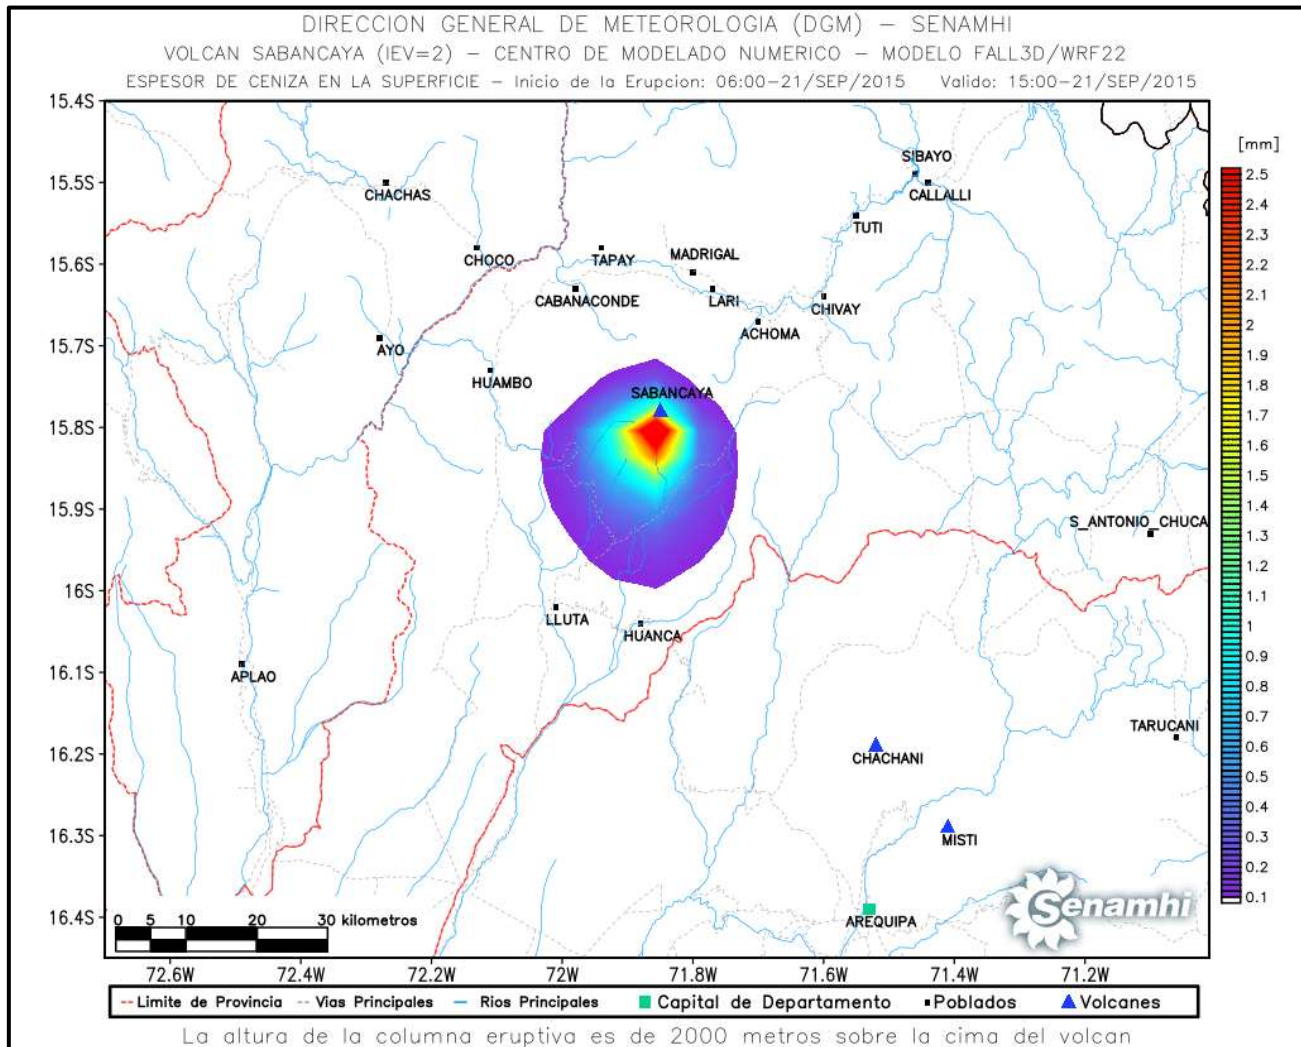 DIRECCION GENERAL DE METEOROLOGIA (DGM) – SENAMHI
VOLCAN SABANCAYA (IEV=2) – CENTRO DE MODELADO NUMERICO – MODELO FALL3D/WRF22
ESPESOR DE CENIZA EN LA SUPERFICIE – Inicio de la Erupcion: 06:00–21/SEP/2015 Valido: 15:00–21/SEP/2015
15.4S
[mm]
SIBAYO
2.5
15.5S
CHACHAS
CALLALLI
2.4
2.3
TUTI
2.2
MADRIGAL
15.6S
CHOCO
TAPAY
2.1
CABANACONDE
LARI
CHIVAY
2
ACHOMA
1.9
15.7S
AYO
1.8
HUAMBO
SABANCAYA
1.7
1.6
15.8S
1.5
1.4
1.3
15.9S
S_ANTONIO_CHUCA
1.2
1.1
16S
LLUTA
HUANCA
1
0.9
16.1S
APLAO
0.8
0.7
TARUCANI
16.2S
CHACHANI
0.6
0.5
0.4
16.3S
MISTI
0.3
0.2
0.1
Senamhi
16.4S
0 5 10 20 30 kilometros
AREQUIPA
72.6W 72.4W 72.2W 72W 71.8W 71.6W 71.4W 71.2W
Limite de Provincia Vias Principales Rios Principales Capital de Departamento Poblados Volcanes
La altura de la columna eruptiva es de 2000 metros sobre la cima del volcan